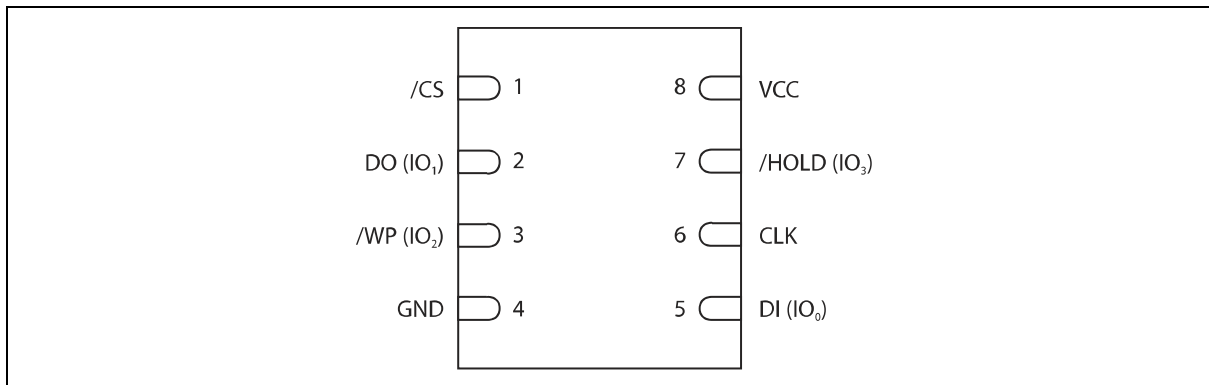 /CS 1 8 VCC
DO (IO₁) 2 7 /HOLD (IO₃)
/WP (IO₂) 3 6 CLK
GND 4 5 DI (IO₀)